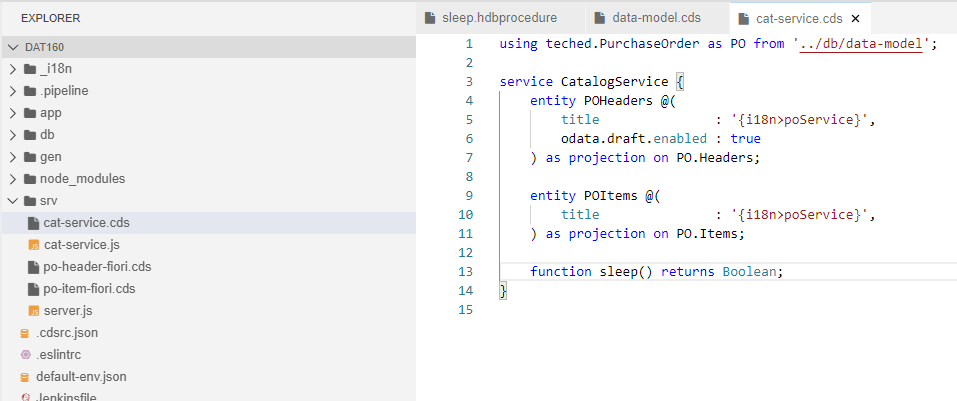 EXPLORER
DAT160
_i18n
.pipeline
app
db
gen
node_modules
srv
cat-service.cds
cat-service.js
po-header-fiori.cds
po-item-fiori.cds
server.js
.cdsrc.json
.eslintrc
default-env.json
Jenkinsfile
sleep.hdbprocedure data-model.cds cat-service.cds ×
1 using teched.PurchaseOrder as PO from '../db/data-model';
2
3 service CatalogService {
4     entity POHeaders @(
5         title               : '{i18n>poService}',
6         odata.draft.enabled : true
7     ) as projection on PO.Headers;
8
9     entity POItems @(
10         title               : '{i18n>poService}',
11     ) as projection on PO.Items;
12
13     function sleep() returns Boolean;
14 }
15